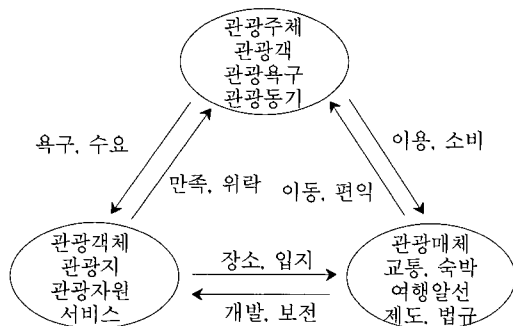 관광주체
관광객
관광욕구
관광동기
욕구, 수요
이용, 소비
만족, 위락
이동, 편익
관광객체
관광지
관광자원
서비스
장소, 입지
개발, 보전
관광매체
교통, 숙박
여행알선
제도, 법규